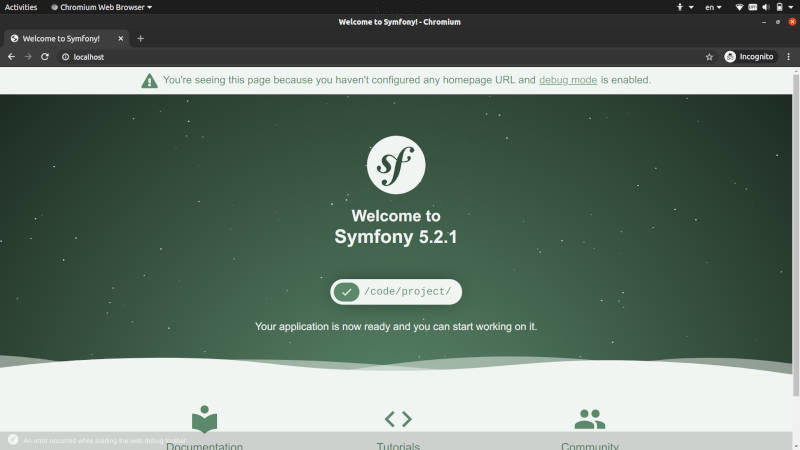 Activities
Chromium Web Browser
en
Welcome to Symfony! - Chromium
Welcome to Symfony!
localhost
Incognito
You're seeing this page because you haven't configured any homepage URL and debug mode is enabled.
sf
Welcome to
Symfony 5.2.1
/code/project/
Your application is now ready and you can start working on it.
An error occurred while loading the web debug toolbar.
Documentation
Tutorials
Community